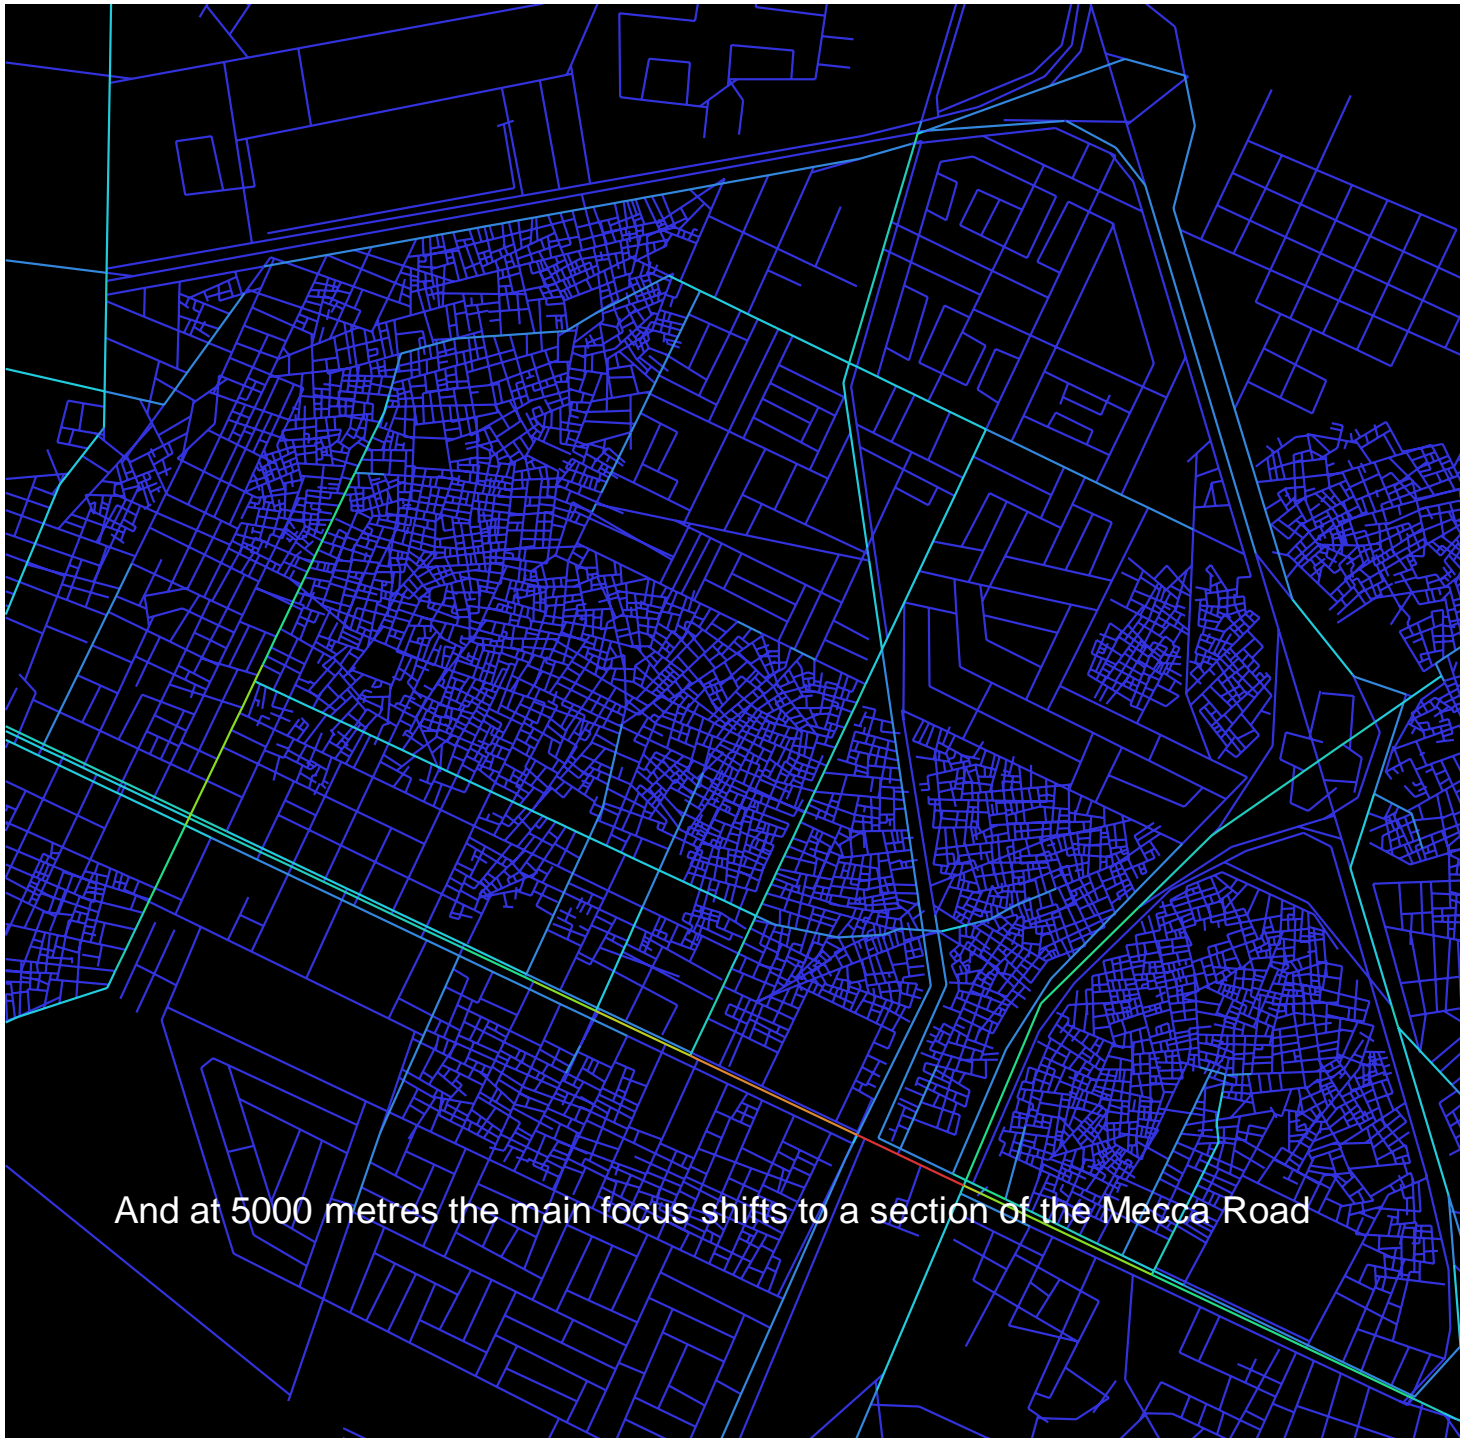 And at 5000 metres the main focus shifts to a section of the Mecca Road